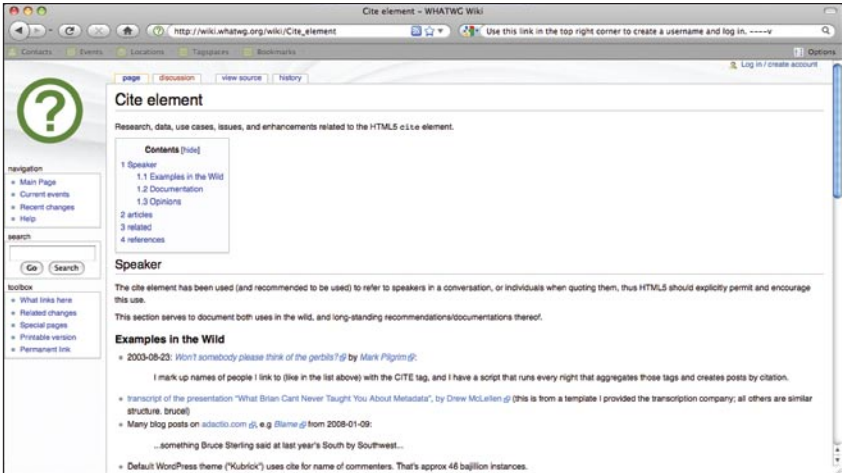 Cite element – WHATWG Wiki
http://wiki.whatwg.org/wiki/Cite_element
Use this link in the top right corner to create a username and log in. ----v
Contacts Events Locations Tagspaces Bookmarks
Options
Log in / create account
page discussion view source history
Cite element
Research, data, use cases, issues, and enhancements related to the HTML5 cite element.
Contents [hide]
1 Speaker
1.1 Examples in the Wild
1.2 Documentation
1.3 Opinions
2 articles
3 related
4 references
navigation
Main Page
Current events
Recent changes
Help
search
Go Search
toolbox
What links here
Related changes
Special pages
Printable version
Permanent link
Speaker
The cite element has been used (and recommended to be used) to refer to speakers in a conversation, or individuals when quoting them, thus HTML5 should explicitly permit and encourage
this use.
This section serves to document both uses in the wild, and long-standing recommendations/documentations thereof.
Examples in the Wild
2003-08-23: Won't somebody please think of the gerbils? by Mark Pilgrim:
I mark up names of people I link to (like in the list above) with the CITE tag, and I have a script that runs every night that aggregates those tags and creates posts by citation.
transcript of the presentation "What Brian Cant Never Taught You About Metadata", by Drew McLellen (this is from a template I provided the transcription company; all others are similar
structure. brucel)
Many blog posts on adactio.com, e.g Blame from 2008-01-09:
...something Bruce Sterling said at last year's South by Southwest...
Default WordPress theme ("Kubrick") uses cite for name of commenters. That's approx 46 bajillion instances.